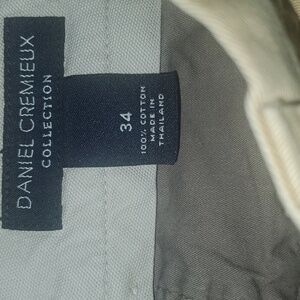 DANIEL CREMIEUX
COLLECTION
34
100% COTTON
MADE IN
THAILAND